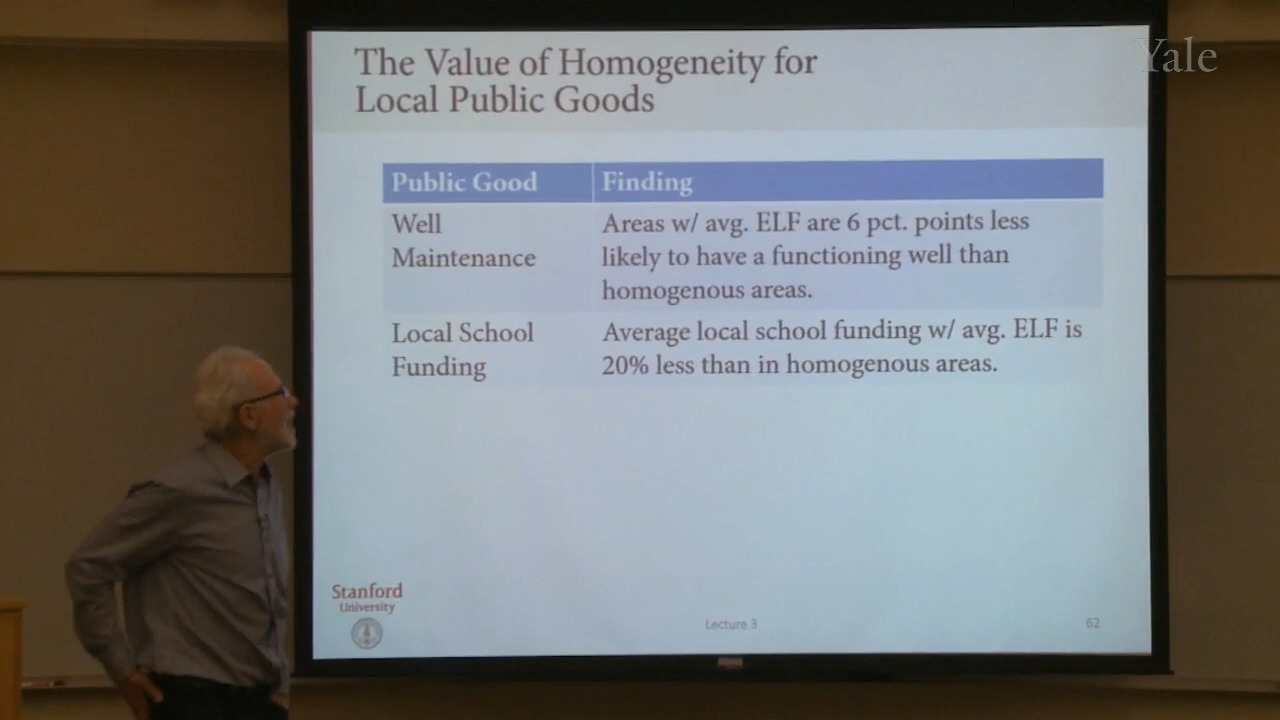 Yale
The Value of Homogeneity for
Local Public Goods
Public Good
Finding
Well
Maintenance
Areas w/ avg. ELF are 6 pct. points less
likely to have a functioning well than
homogenous areas.
Local School
Funding
Average local school funding w/ avg. ELF is
20% less than in homogenous areas.
Stanford
University
Lecture 3
62